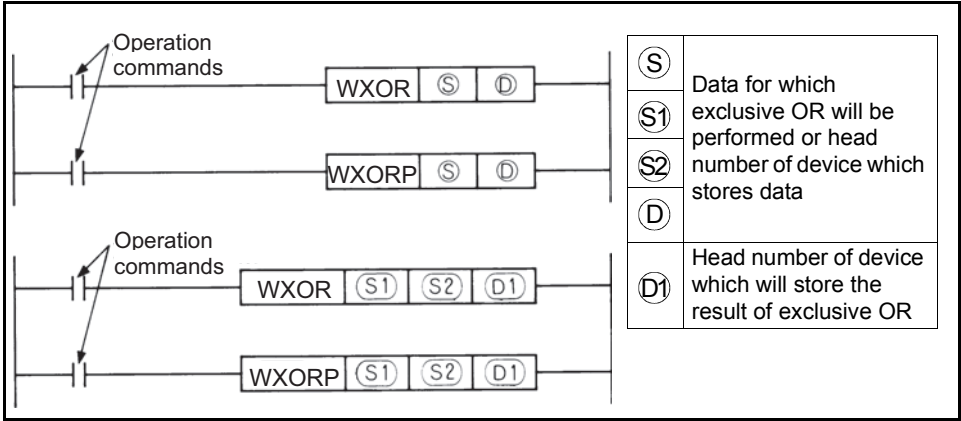 Operation
commands
WXOR S D
WXORP S D
Operation
commands
WXOR S1 S2 D1
WXORP S1 S2 D1
S
S1
S2
D
Data for which
exclusive OR will be
performed or head
number of device which
stores data
D1
Head number of device
which will store the
result of exclusive OR